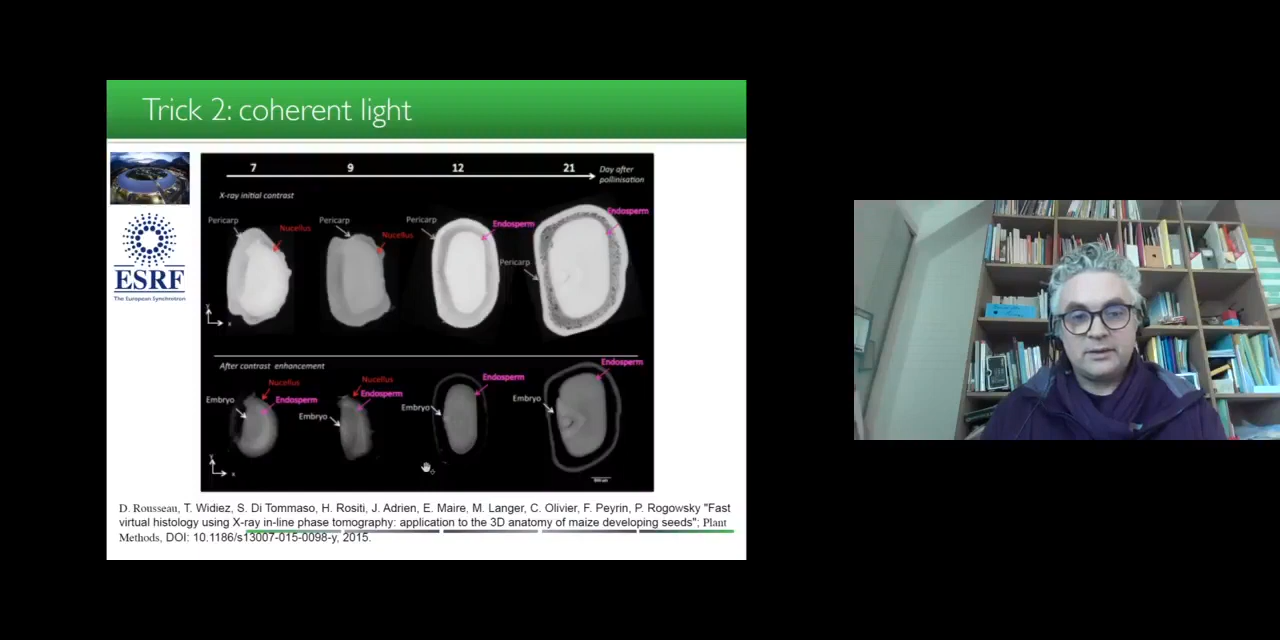 Trick 2: coherent light
7 9 12 21 Day after
pollinisation
X-ray initial contrast
Pericarp Nucellus Pericarp Nucellus Pericarp Endosperm Pericarp Endosperm
Y
X
After contrast enhancement
Embryo Nucellus Endosperm Embryo Nucellus Endosperm Embryo Endosperm Embryo Endosperm
Y
X
ESRF
The European Synchrotron
D. Rousseau, T. Widiez, S. Di Tommaso, H. Rositi, J. Adrien, E. Maire, M. Langer, C. Olivier, F. Peyrin, P. Rogowsky "Fast
virtual histology using X-ray in-line phase tomography: application to the 3D anatomy of maize developing seeds"; Plant
Methods, DOI: 10.1186/s13007-015-0098-y, 2015.